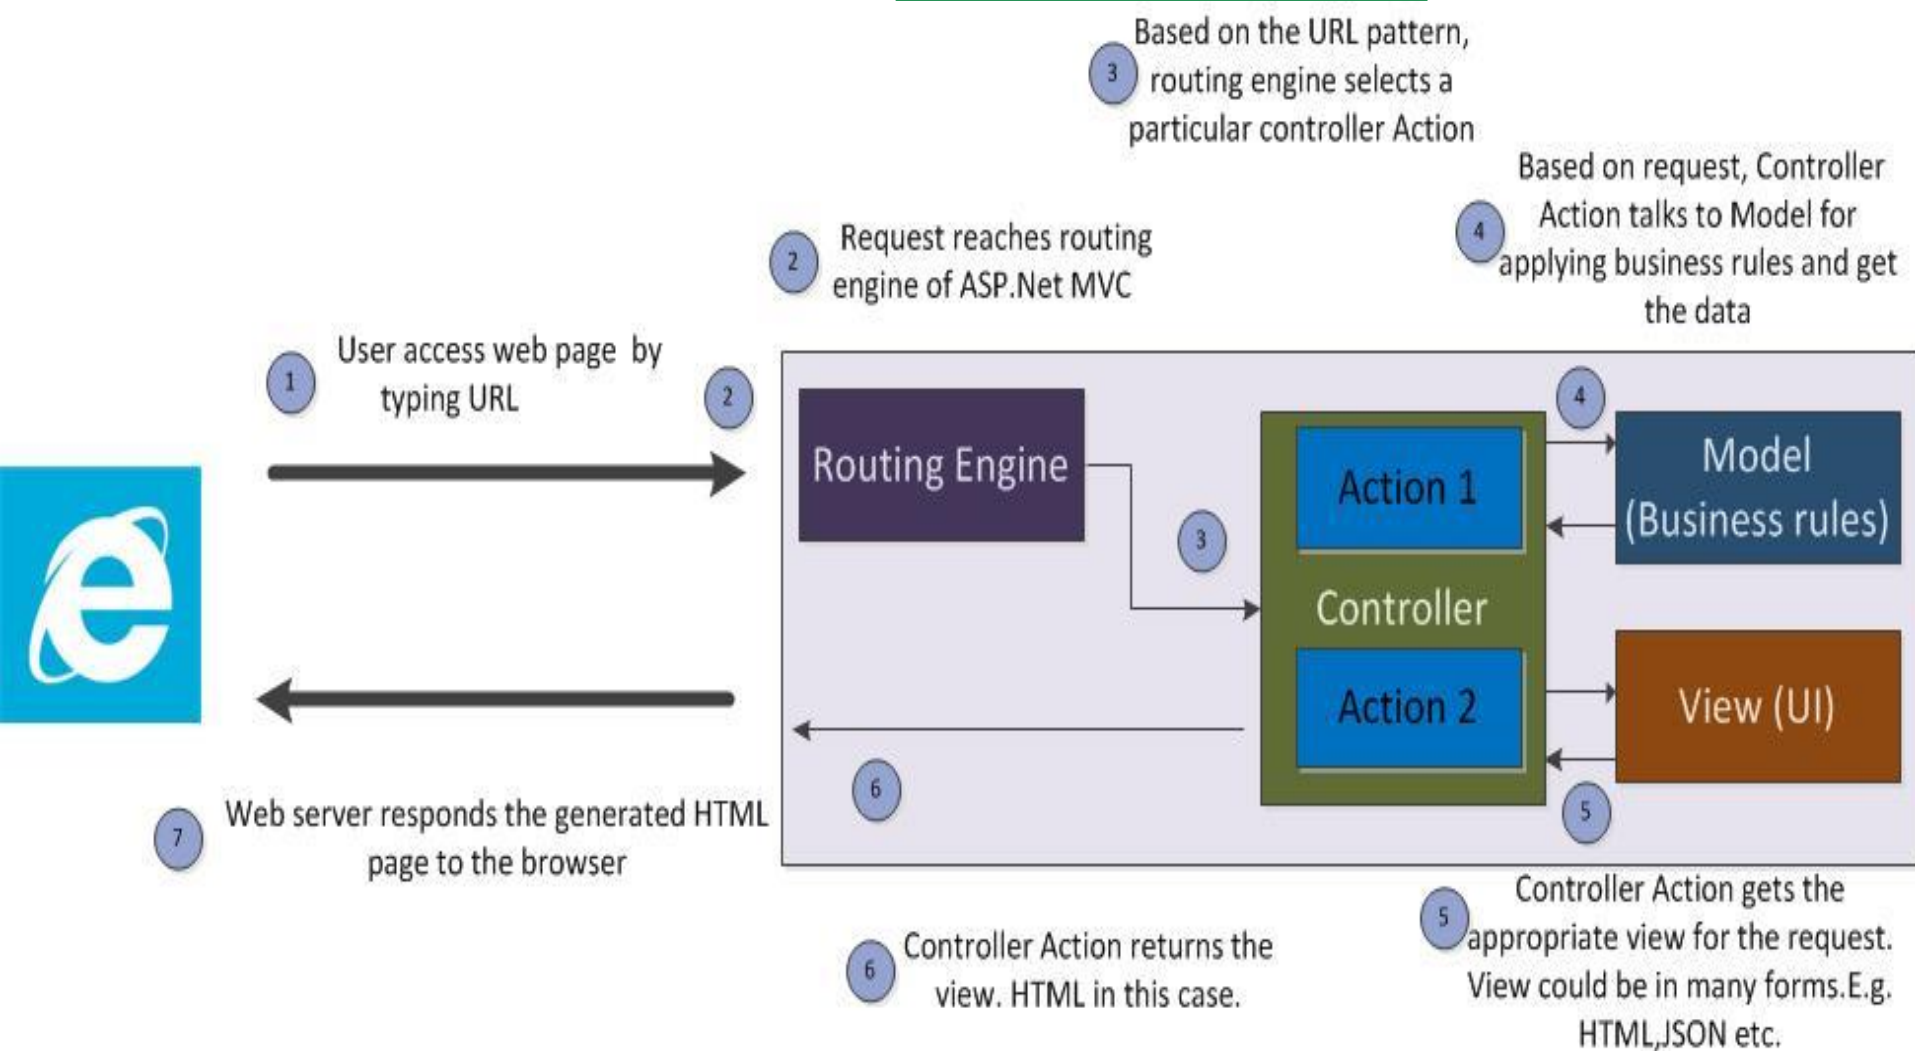 Based on the URL pattern,
3
routing engine selects a
particular controller Action
Based on request, Controller
4
Action talks to Model for
applying business rules and get
the data
2
Request reaches routing
engine of ASP.Net MVC
1
User access web page by
typing URL
2
Routing Engine
3
Action 1
Controller
Action 2
4
Model
(Business rules)
View (UI)
5
6
7
Web server responds the generated HTML
page to the browser
6
Controller Action returns the
view. HTML in this case.
5
Controller Action gets the
appropriate view for the request.
View could be in many forms.E.g.
HTML,JSON etc.